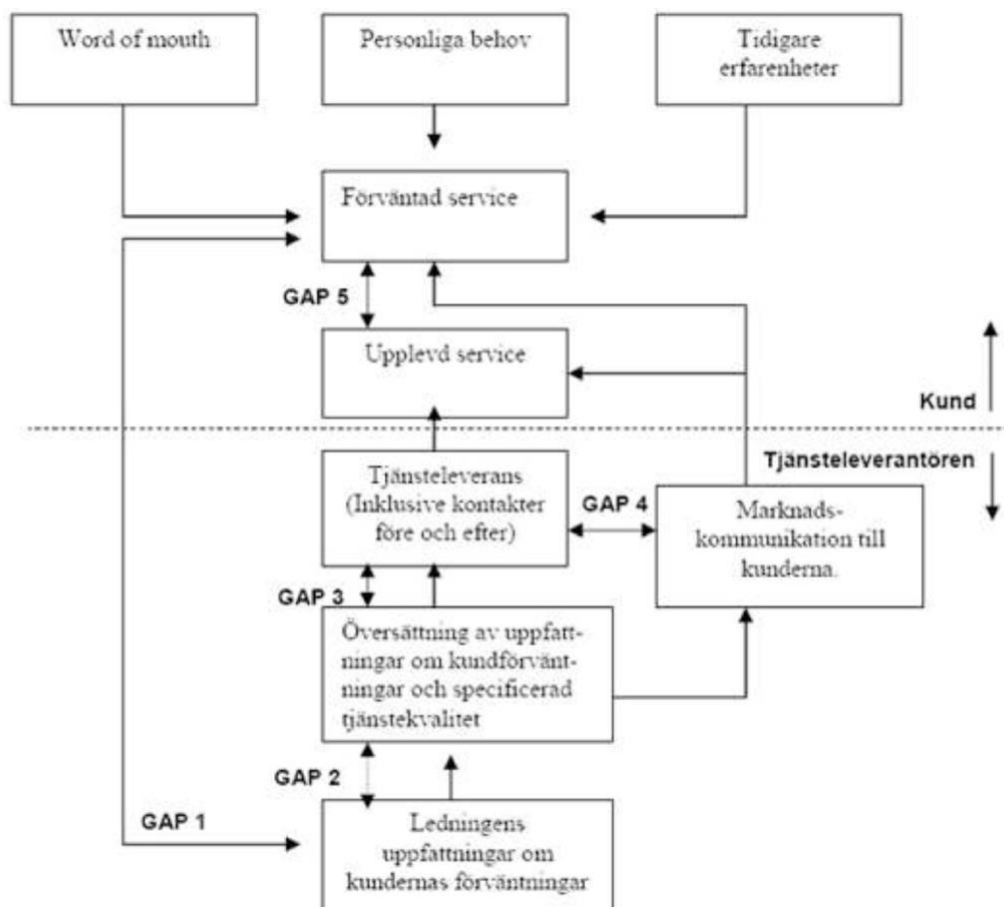 Word of mouth
Personliga behov
Tidigare
erfarenheter
Förväntad service
GAP 5
Upplevd service
Kund
Tjänsteleverantören
Tjänsteleverans
(Inklusive kontakter
före och efter)
GAP 4
Marknads-
kommunikation till
kunderna.
GAP 3
Översättning av uppfatt-
ningar om kundförvänt-
ningar och specificerad
tjänstekvalitet
GAP 2
GAP 1
Ledningens
uppfattningar om
kundernas förväntningar